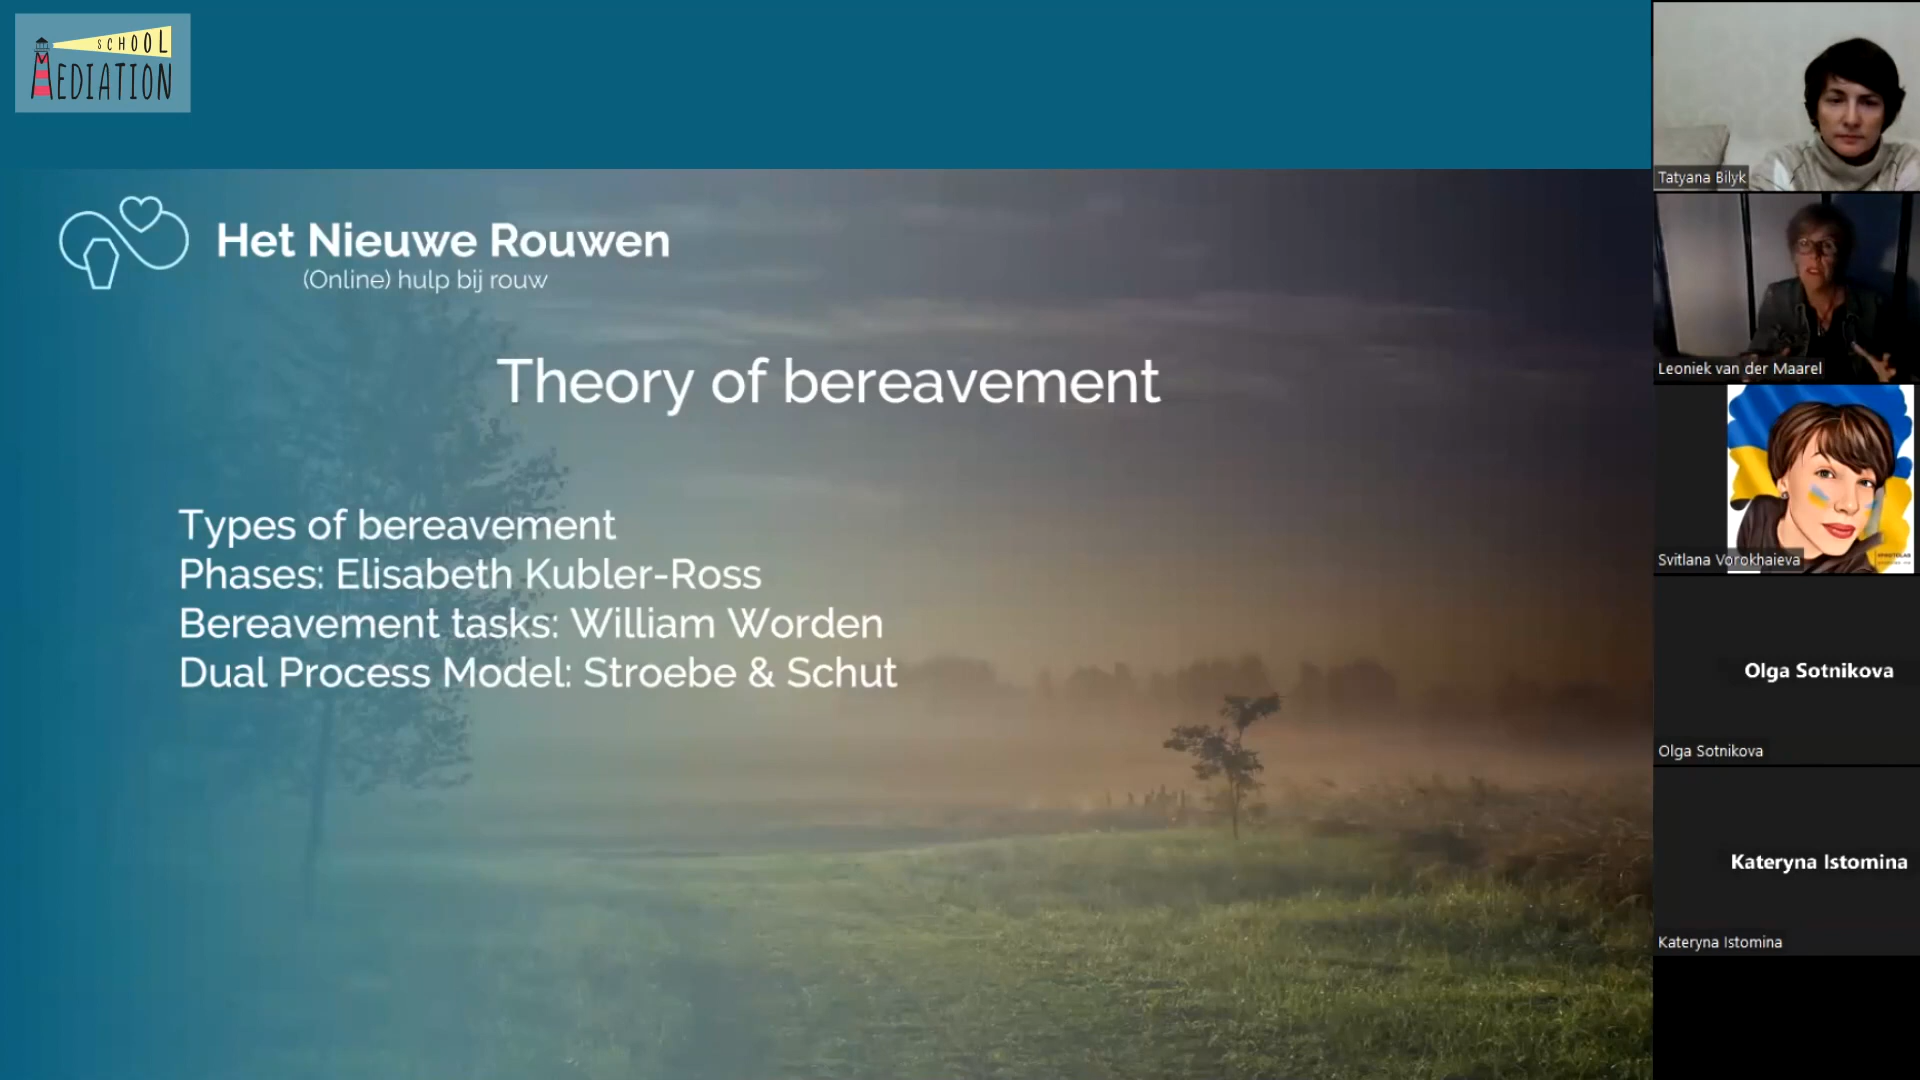 SCHOOL
MEDIATION
Het Nieuwe Rouwen
(Online) hulp bij rouw
Theory of bereavement
Types of bereavement
Phases: Elisabeth Kubler-Ross
Bereavement tasks: William Worden
Dual Process Model: Stroebe & Schut
Tatyana Bilyk
Leoniek van der Maarel
Svitlana Vorokhaieva
Olga Sotnikova
Olga Sotnikova
Kateryna Istomina
Kateryna Istomina